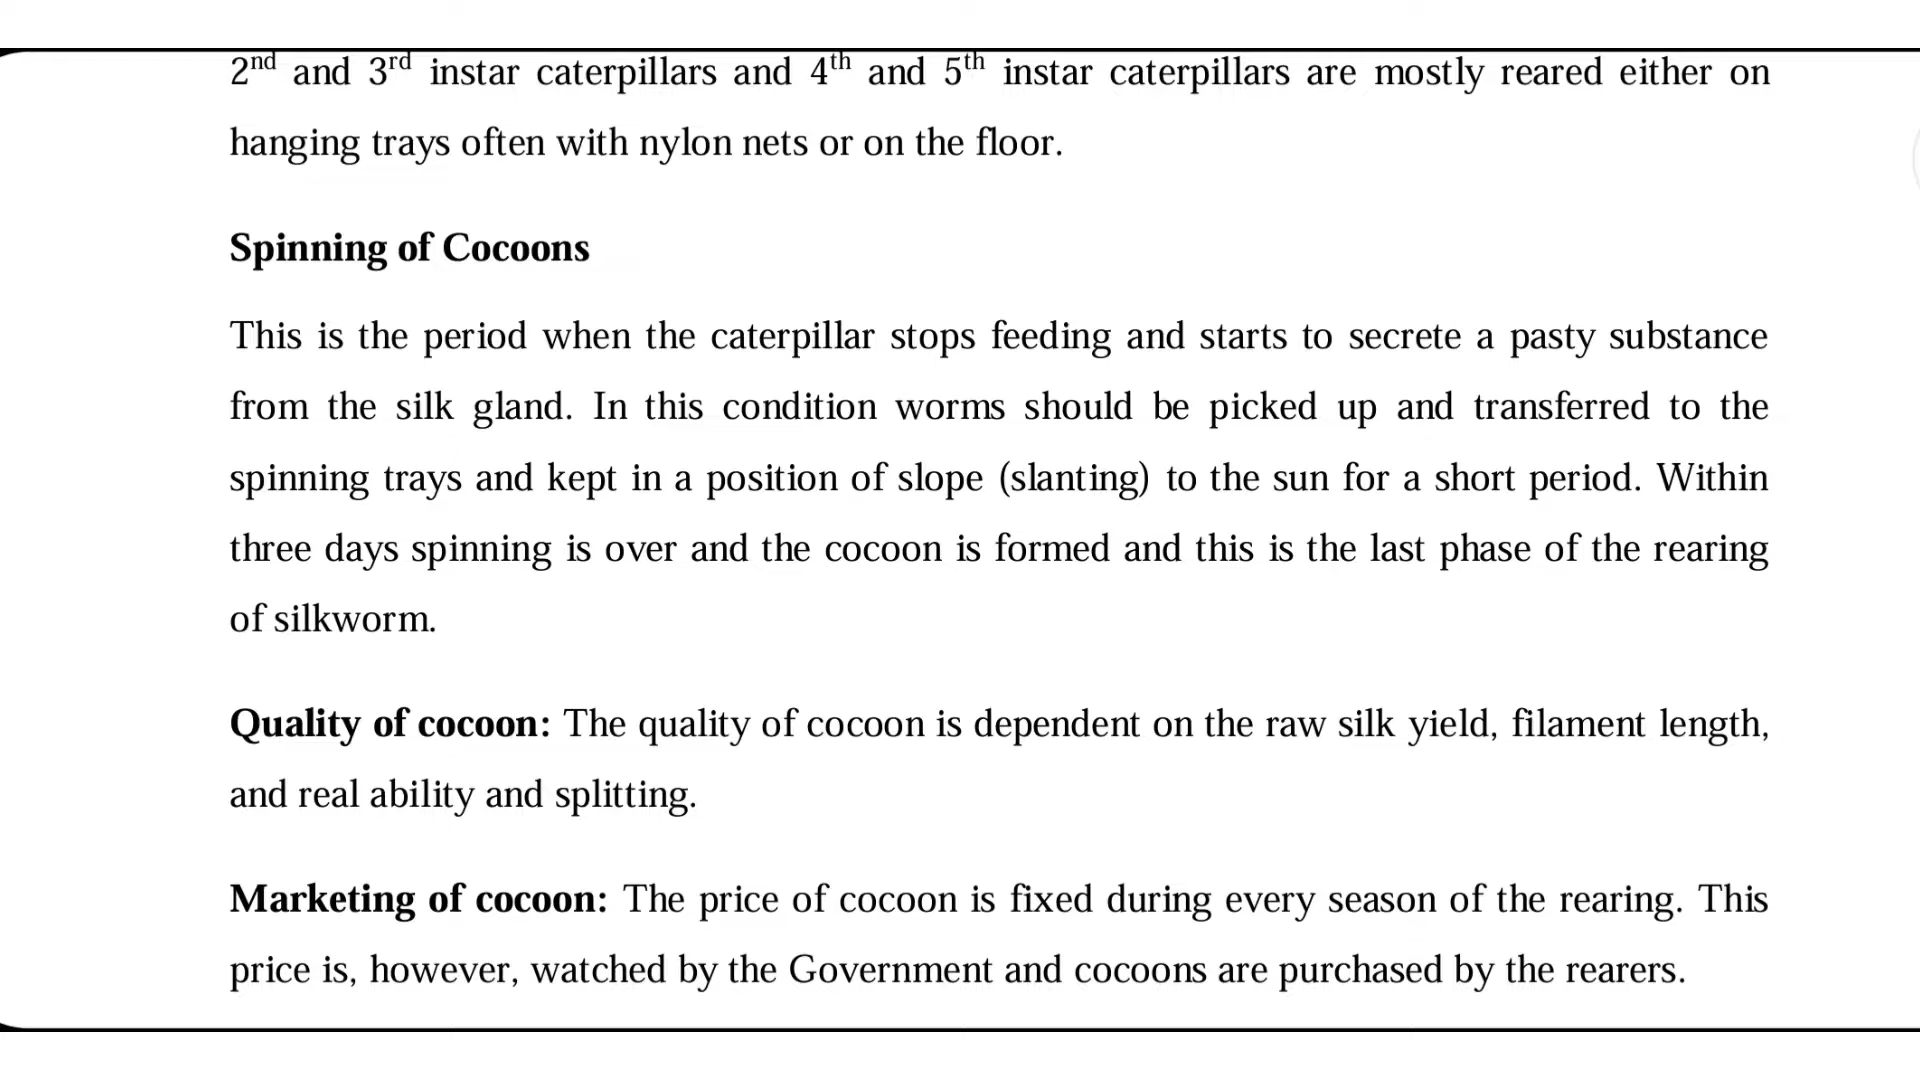 2nd and 3rd instar caterpillars and 4th and 5th instar caterpillars are mostly reared either on
hanging trays often with nylon nets or on the floor.
Spinning of Cocoons
This is the period when the caterpillar stops feeding and starts to secrete a pasty substance
from the silk gland. In this condition worms should be picked up and transferred to the
spinning trays and kept in a position of slope (slanting) to the sun for a short period. Within
three days spinning is over and the cocoon is formed and this is the last phase of the rearing
of silkworm.
Quality of cocoon: The quality of cocoon is dependent on the raw silk yield, filament length,
and real ability and splitting.
Marketing of cocoon: The price of cocoon is fixed during every season of the rearing. This
price is, however, watched by the Government and cocoons are purchased by the rearers.